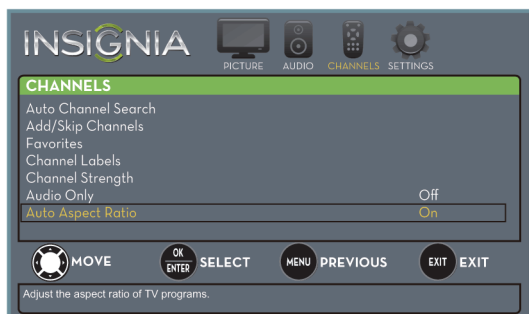 INSIGNIA
PICTURE AUDIO CHANNELS SETTINGS
CHANNELS
Auto Channel Search
Add/Skip Channels
Favorites
Channel Labels
Channel Strength
Audio Only Off
Auto Aspect Ratio On
MOVE OK ENTER SELECT MENU PREVIOUS EXIT EXIT
Adjust the aspect ratio of TV programs.